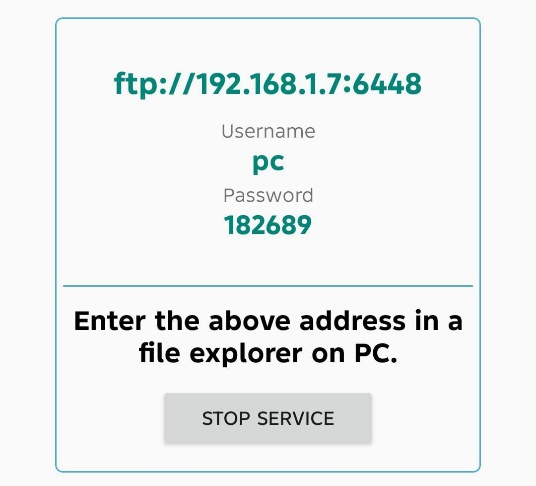 ftp://192.168.1.7:6448
Username
pc
Password
182689
Enter the above address in a
file explorer on PC.
STOP SERVICE